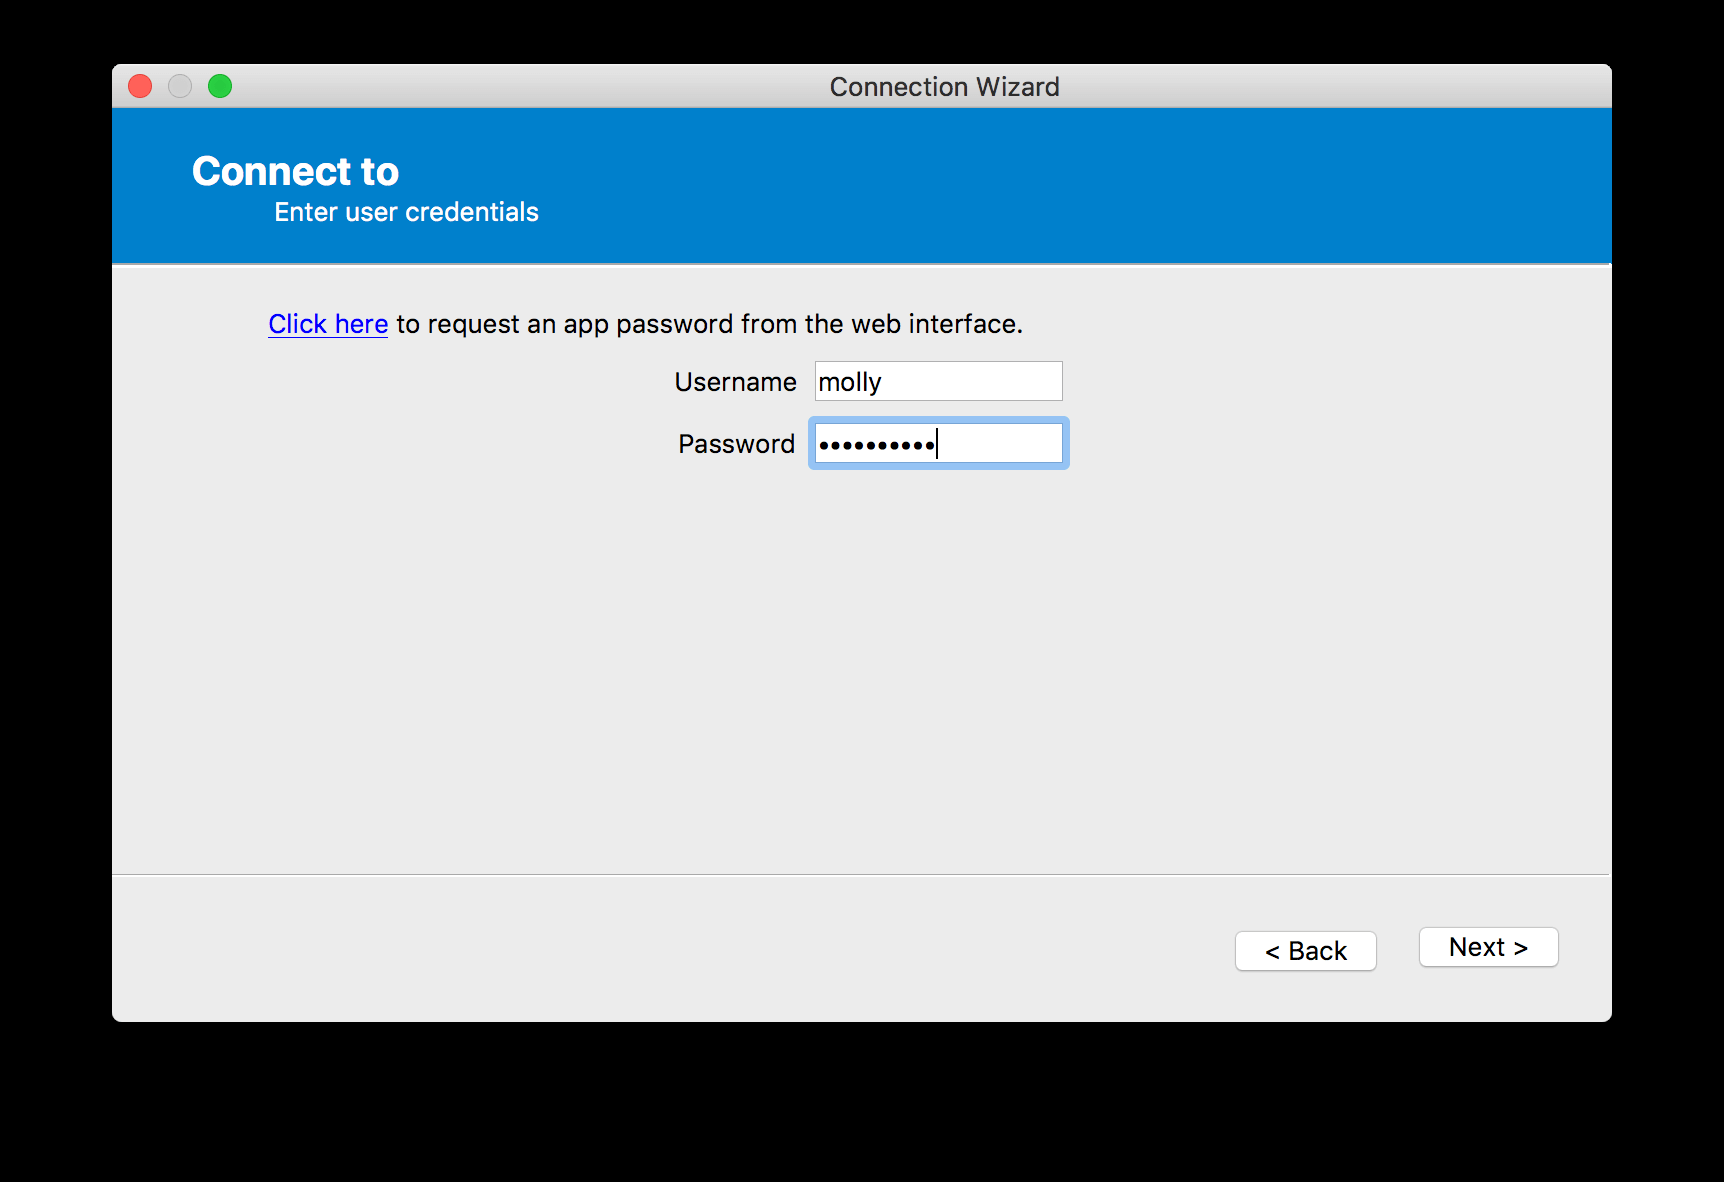 Connection Wizard
Connect to
Enter user credentials
Click here to request an app password from the web interface.
Username molly
Password ••••••••••
< Back Next >